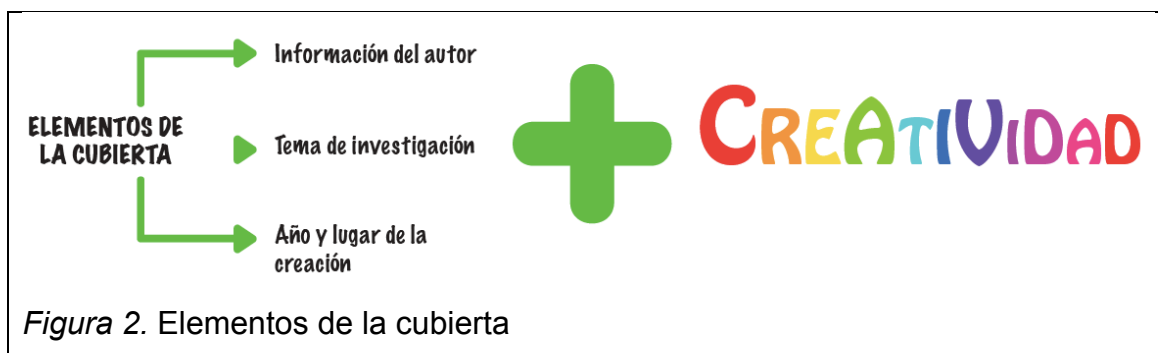 Información del autor
ELEMENTOS DE
LA CUBIERTA
Tema de investigación
Año y lugar de la
creación
CREATIVIDAD
Figura 2. Elementos de la cubierta